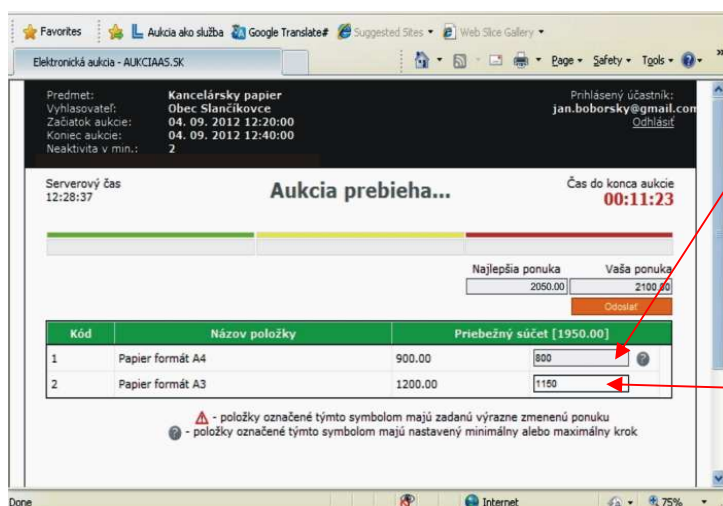 Favorites Aukcia ako služba Google Translate# Suggested Sites Web Slice Gallery
Elektronická aukcia - AUKCIAAS.SK Page Safety Tools »
Predmet: Kancelársky papier
Prihlásený účastník:
Vyhlasovateľ: Obec Slančíkovce
jan.boborsky@gmail.com
Začiatok aukcie: 04. 09. 2012 12:20:00
Odhlásiť
Koniec aukcie: 04. 09. 2012 12:40:00
Neaktivita v min.: 2
Serverový čas
12:28:37
Aukcia prebieha...
Čas do konca aukcie
00:11:23
Najlepšia ponuka Vaša ponuka
2050.00 2100.00
Odoslať
Kód Názov položky Priebežný súčet [1950.00]
1 Papier formát A4 900.00 800 ?
2 Papier formát A3 1200.00 1150
- položky označené týmto symbolom majú zadanú výrazne zmenenú ponuku
? - položky označené týmto symbolom majú nastavený minimálny alebo maximálny krok
Done Internet 75%